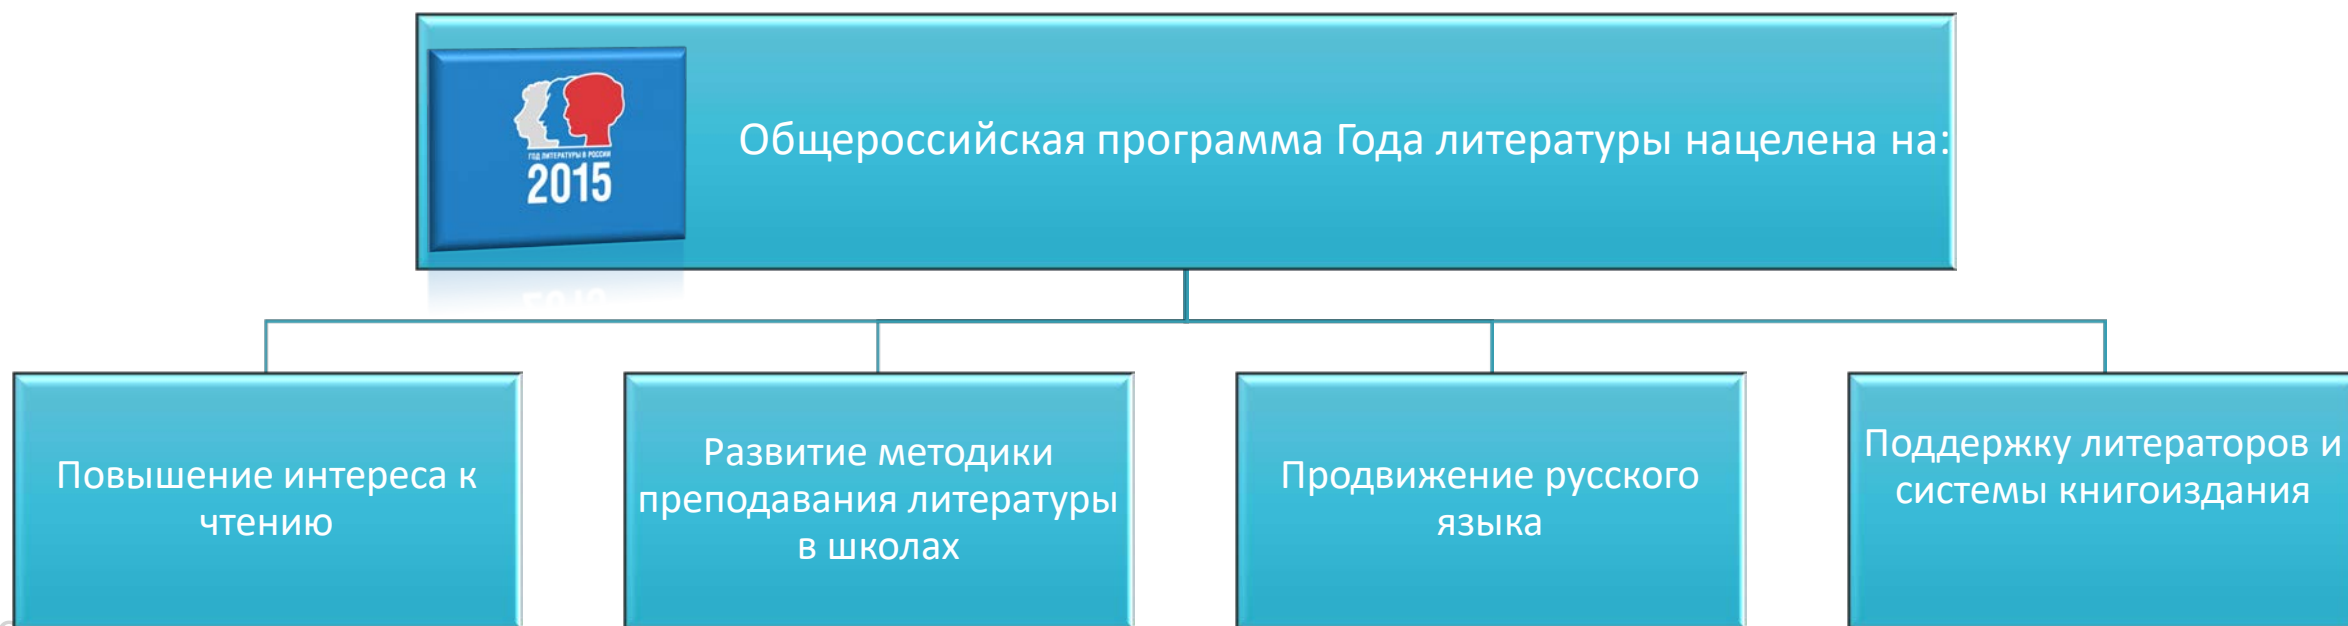 ГОД ЛИТЕРАТУРЫ В РОССИИ
2015
Общероссийская программа Года литературы нацелена на:
Повышение интереса к
чтению
Развитие методики
преподавания литературы
в школах
Продвижение русского
языка
Поддержку литераторов и
системы книгоиздания